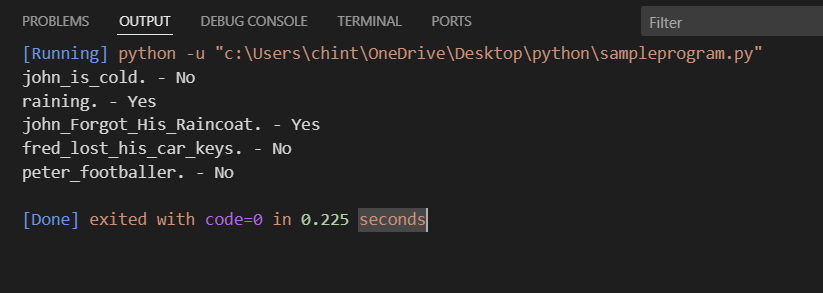 PROBLEMS OUTPUT DEBUG CONSOLE TERMINAL PORTS Filter
[Running] python -u "c:\Users\chint\OneDrive\Desktop\python\sampleprogram.py"
john_is_cold. - No
raining. - Yes
john_Forgot_His_Raincoat. - Yes
fred_lost_his_car_keys. - No
peter_footballer. - No
[Done] exited with code=0 in 0.225 seconds